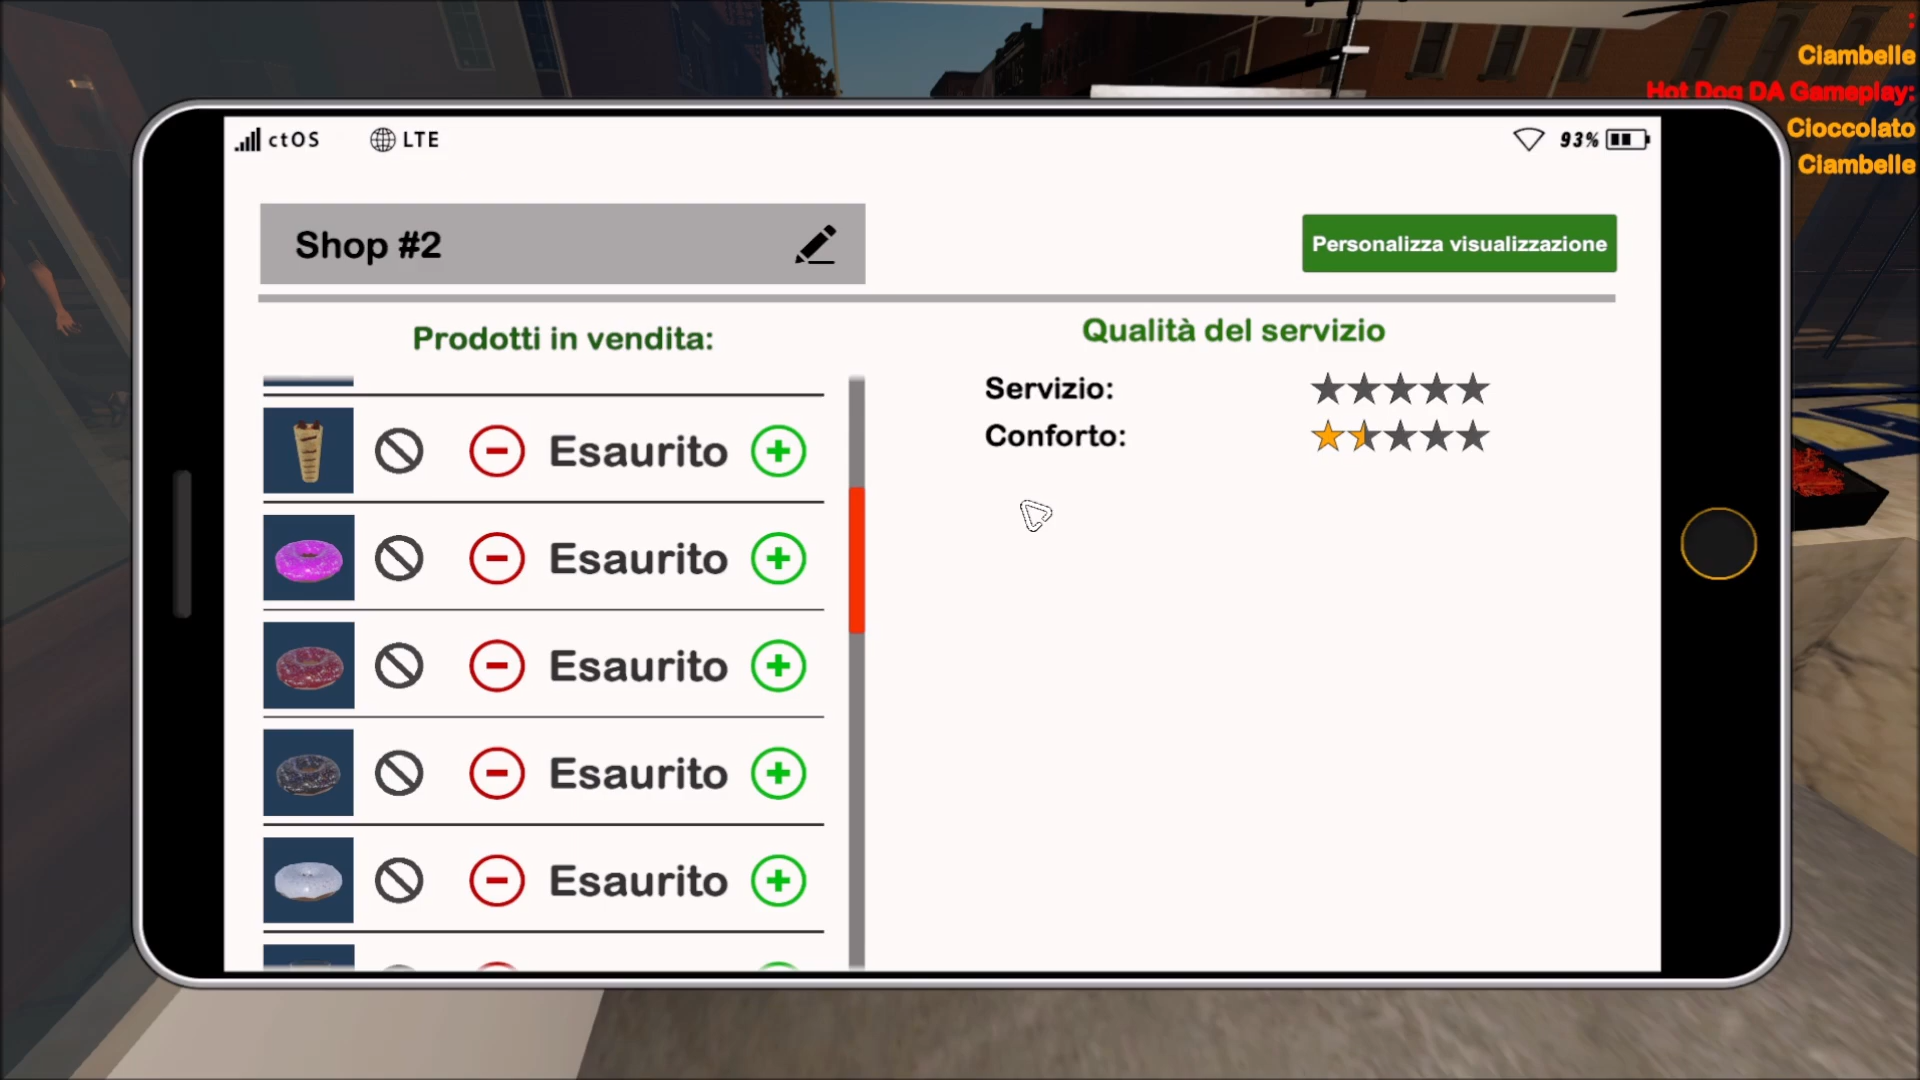 :
Ciambelle
Hot Dog DA Gameplay:
Cioccolato
Ciambelle
ctOS
LTE
93%
Shop #2
Personalizza visualizzazione
Prodotti in vendita:
Esaurito
Esaurito
Esaurito
Esaurito
Esaurito
Qualità del servizio
Servizio:
Conforto: